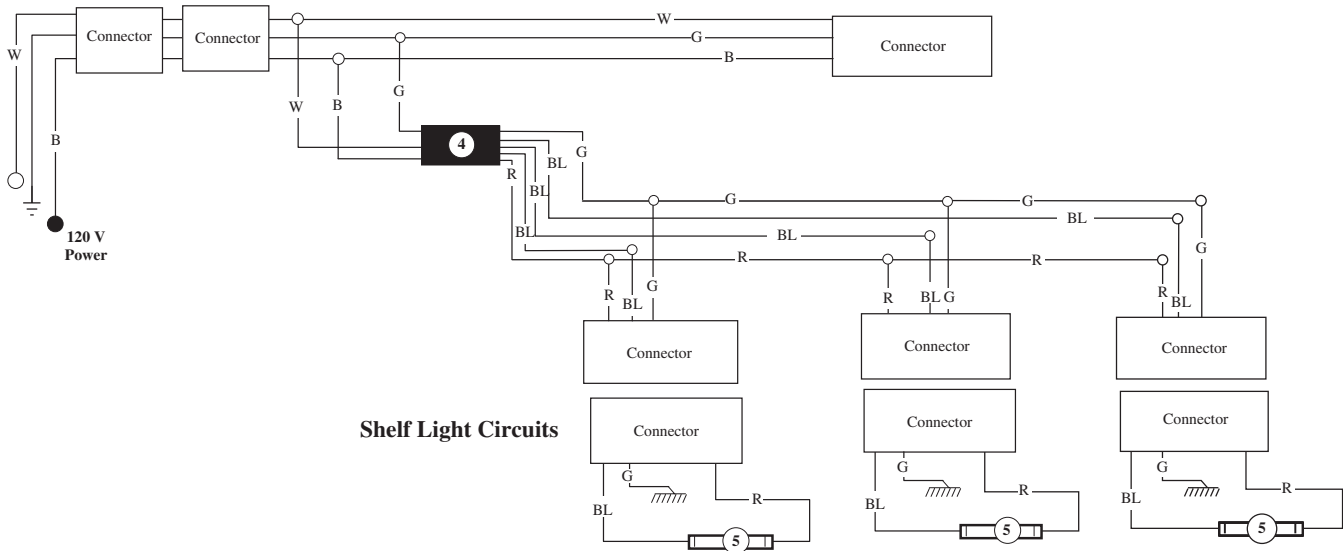 W
Connector
Connector
G
Connector
W
B
B
W
B
G
4
G
BL
R
BL
G
G
BL
BL
BL
G
R
R
R
BL
G
R
BL
G
R
BL
120 V
Power
Connector
Connector
Connector
Shelf Light Circuits
Connector
Connector
Connector
G
G
G
BL
R
BL
R
BL
R
5
5
5